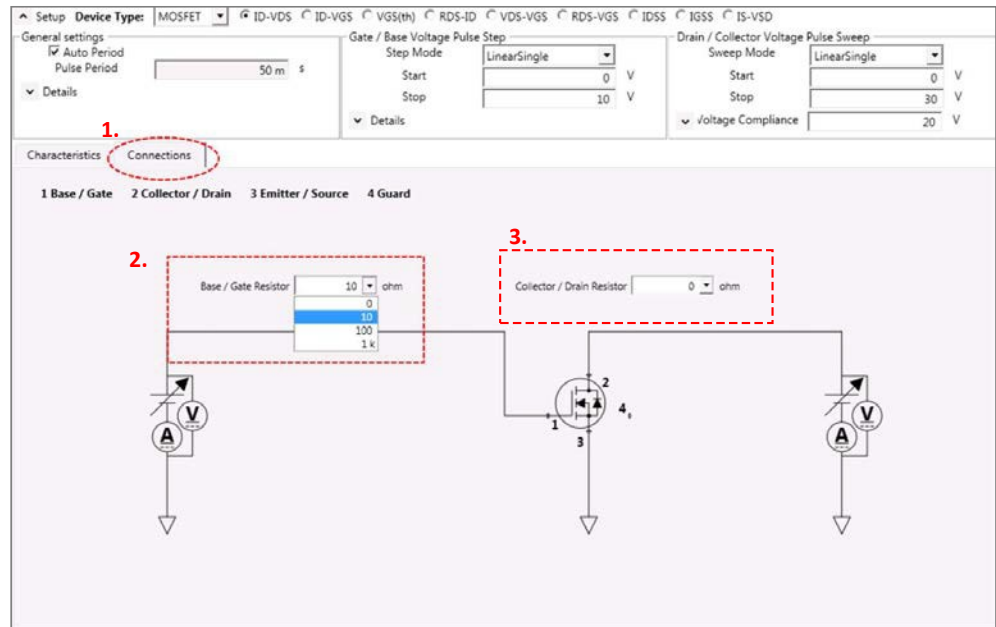 Setup Device Type: MOSFET ID-VDS ID-VGS VGS(th) RDS-ID VDS-VGS RDS-VGS IDSS IGSS IS-VSD
General settings
Auto Period
Pulse Period 50 m s
Details
Gate / Base Voltage Pulse Step
Step Mode LinearSingle
Start 0 V
Stop 10 V
Details
Drain / Collector Voltage Pulse Sweep
Sweep Mode LinearSingle
Start 0 V
Stop 30 V
Voltage Compliance 20 V
1.
Characteristics Connections
1 Base / Gate 2 Collector / Drain 3 Emitter / Source 4 Guard
2.
Base / Gate Resistor 10 ohm
0
10
100
1 k
3.
Collector / Drain Resistor 0 ohm
V
A
1
2
3
4
V
A